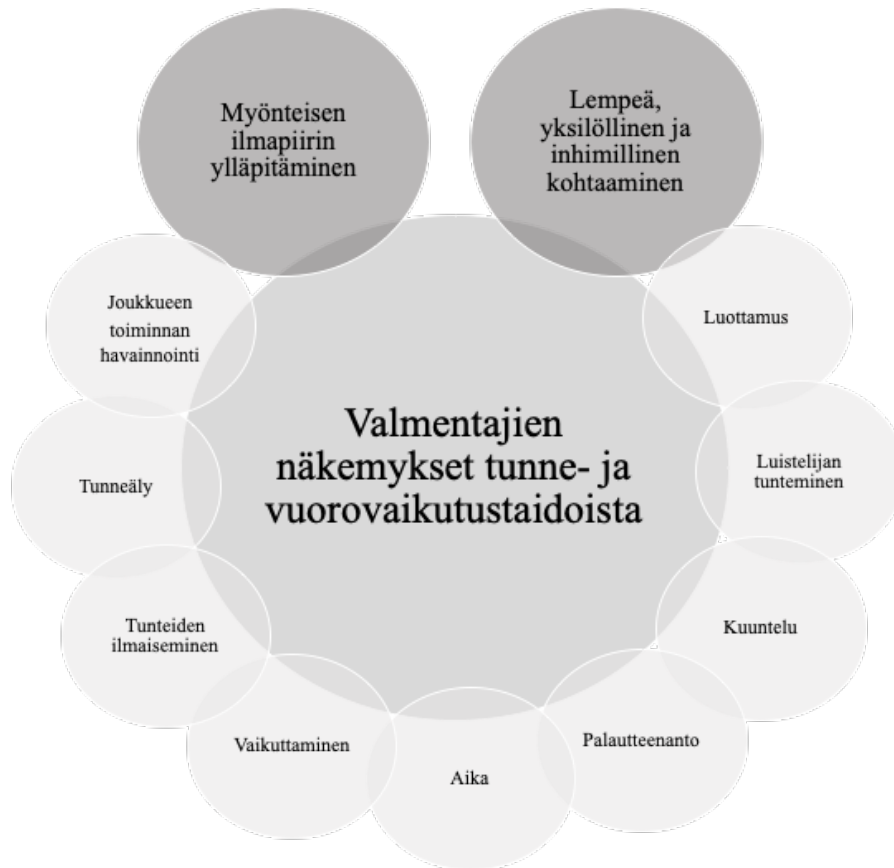 Myönteisen
ilmapiirin
ylläpitäminen
Lempeä,
yksilöllinen ja
inhimillinen
kohtaaminen
Joukkueen
toiminnan
havainnointi
Luottamus
Valmentajien
näkemykset tunne- ja
vuorovaikutustaidoista
Tunneäly
Luistelijan
tunteminen
Tunteiden
ilmaiseminen
Kuuntelu
Vaikuttaminen
Palautteenanto
Aika